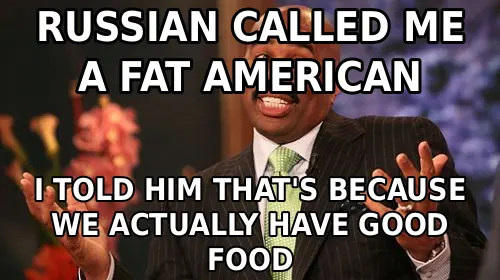 RUSSIAN CALLED ME
A FAT AMERICAN
I TOLD HIM THAT'S BECAUSE
WE ACTUALLY HAVE GOOD
FOOD